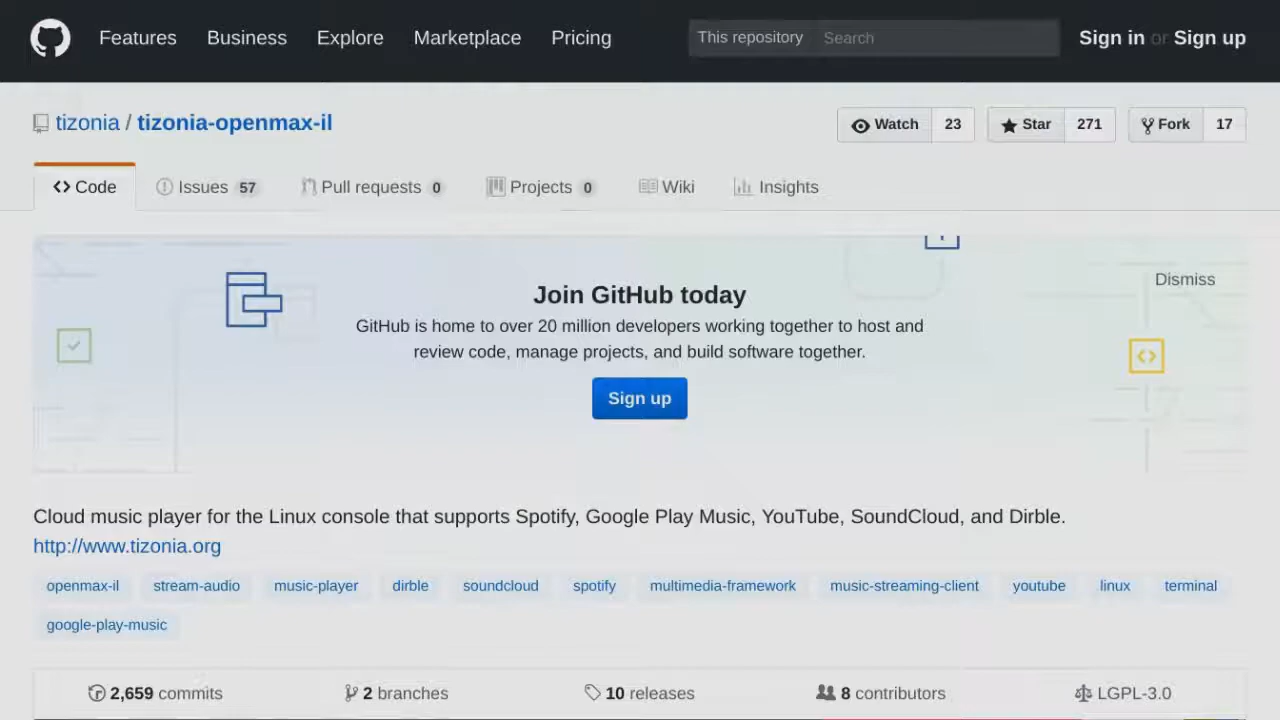 Features Business Explore Marketplace Pricing This repository Search Sign in or Sign up
tizonia / tizonia-openmax-il Watch 23 Star 271 Fork 17
Code Issues 57 Pull requests 0 Projects 0 Wiki Insights
Dismiss
Join GitHub today
GitHub is home to over 20 million developers working together to host and
review code, manage projects, and build software together.
Sign up
Cloud music player for the Linux console that supports Spotify, Google Play Music, YouTube, SoundCloud, and Dirble.
http://www.tizonia.org
openmax-il stream-audio music-player dirble soundcloud spotify multimedia-framework music-streaming-client youtube linux terminal
google-play-music
2,659 commits 2 branches 10 releases 8 contributors LGPL-3.0